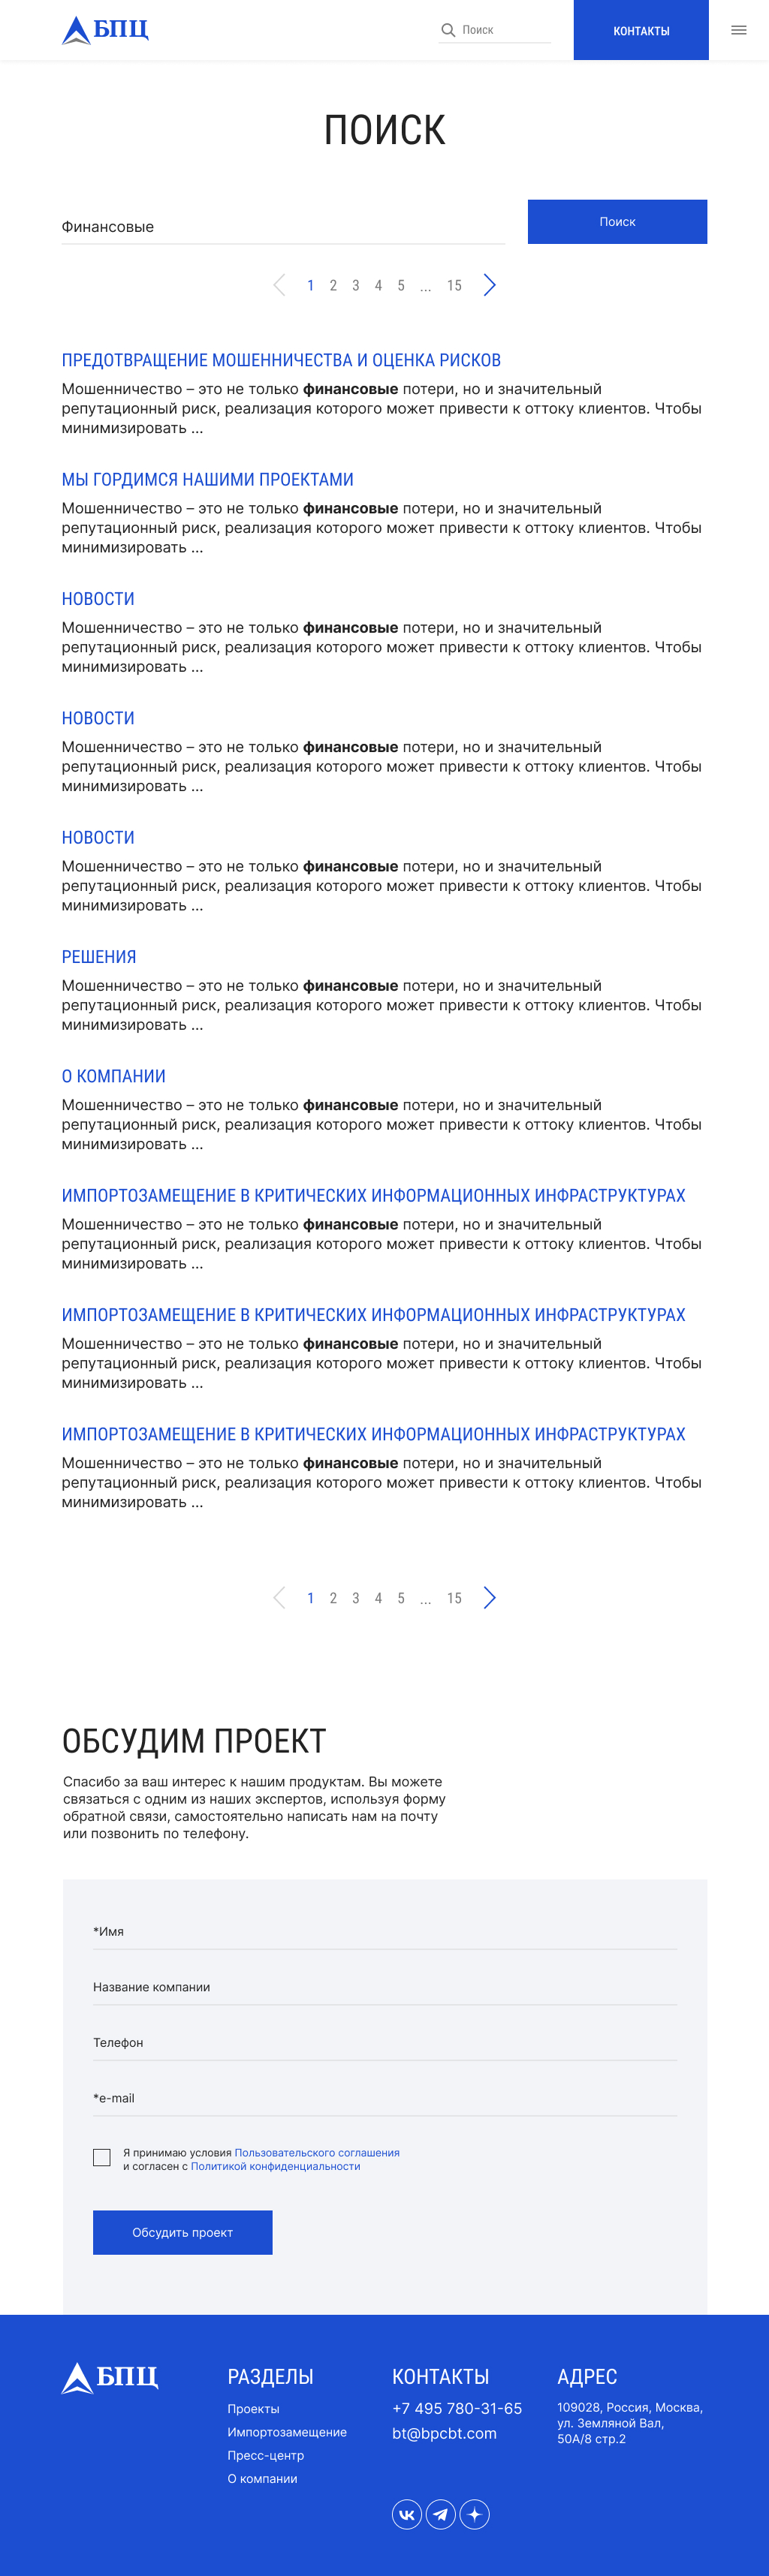 БПЦ
Поиск
КОНТАКТЫ
ПОИСК
Финансовые
Поиск
1 2 3 4 5 ... 15
ПРЕДОТВРАЩЕНИЕ МОШЕННИЧЕСТВА И ОЦЕНКА РИСКОВ
Мошенничество – это не только финансовые потери, но и значительный
репутационный риск, реализация которого может привести к оттоку клиентов. Чтобы
минимизировать ...
МЫ ГОРДИМСЯ НАШИМИ ПРОЕКТАМИ
Мошенничество – это не только финансовые потери, но и значительный
репутационный риск, реализация которого может привести к оттоку клиентов. Чтобы
минимизировать ...
НОВОСТИ
Мошенничество – это не только финансовые потери, но и значительный
репутационный риск, реализация которого может привести к оттоку клиентов. Чтобы
минимизировать ...
НОВОСТИ
Мошенничество – это не только финансовые потери, но и значительный
репутационный риск, реализация которого может привести к оттоку клиентов. Чтобы
минимизировать ...
НОВОСТИ
Мошенничество – это не только финансовые потери, но и значительный
репутационный риск, реализация которого может привести к оттоку клиентов. Чтобы
минимизировать ...
РЕШЕНИЯ
Мошенничество – это не только финансовые потери, но и значительный
репутационный риск, реализация которого может привести к оттоку клиентов. Чтобы
минимизировать ...
О КОМПАНИИ
Мошенничество – это не только финансовые потери, но и значительный
репутационный риск, реализация которого может привести к оттоку клиентов. Чтобы
минимизировать ...
ИМПОРТОЗАМЕЩЕНИЕ В КРИТИЧЕСКИХ ИНФОРМАЦИОННЫХ ИНФРАСТРУКТУРАХ
Мошенничество – это не только финансовые потери, но и значительный
репутационный риск, реализация которого может привести к оттоку клиентов. Чтобы
минимизировать ...
ИМПОРТОЗАМЕЩЕНИЕ В КРИТИЧЕСКИХ ИНФОРМАЦИОННЫХ ИНФРАСТРУКТУРАХ
Мошенничество – это не только финансовые потери, но и значительный
репутационный риск, реализация которого может привести к оттоку клиентов. Чтобы
минимизировать ...
ИМПОРТОЗАМЕЩЕНИЕ В КРИТИЧЕСКИХ ИНФОРМАЦИОННЫХ ИНФРАСТРУКТУРАХ
Мошенничество – это не только финансовые потери, но и значительный
репутационный риск, реализация которого может привести к оттоку клиентов. Чтобы
минимизировать ...
1 2 3 4 5 ... 15
ОБСУДИМ ПРОЕКТ
Спасибо за ваш интерес к нашим продуктам. Вы можете
связаться с одним из наших экспертов, используя форму
обратной связи, самостоятельно написать нам на почту
или позвонить по телефону.
*Имя
Название компании
Телефон
*e-mail
Я принимаю условия Пользовательского соглашения
и согласен с Политикой конфиденциальности
Обсудить проект
БПЦ
РАЗДЕЛЫ
Проекты
Импортозамещение
Пресс-центр
О компании
КОНТАКТЫ
+7 495 780-31-65
bt@bpcbt.com
АДРЕС
109028, Россия, Москва,
ул. Земляной Вал,
50А/8 стр.2